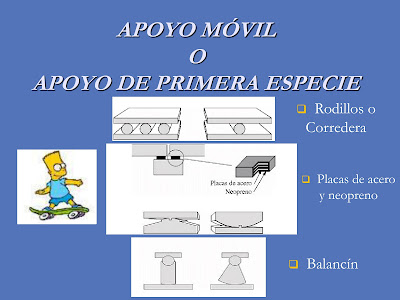 APOYO MÓVIL
O
APOYO DE PRIMERA ESPECIE
Rodillos o
Corredera
Placas de acero
Neopreno
Placas de acero
y neopreno
Balancín